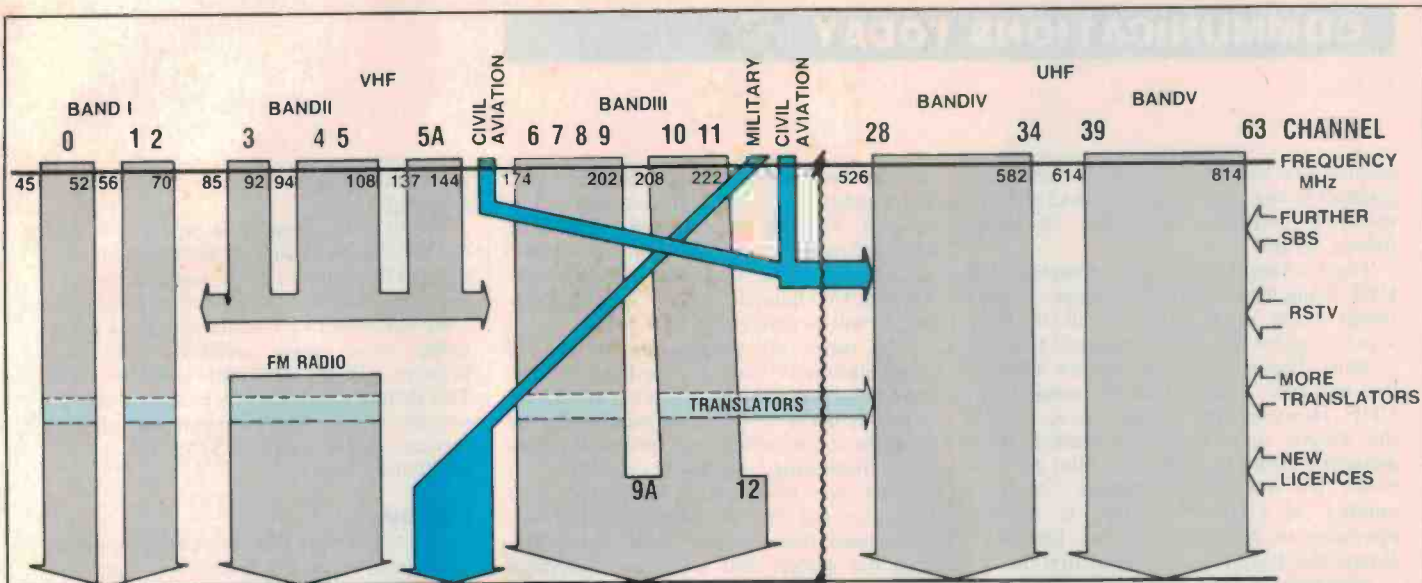 COMMUNICATIONS TODAY
VHF
UHF
BAND I
BANDII
CIVIL AVIATION
BANDIII
MILITARY
CIVIL AVIATION
BANDIV
BANDV
0 1 2 3 4 5 5A 6 7 8 9 10 11 28 34 39 63 CHANNEL
45 52 56 70 85 92 94 108 137 144 174 202 208 222 526 582 614 814 FREQUENCY
MHz
FURTHER
SBS
RSTV
FM RADIO
TRANSLATORS
MORE
TRANSLATORS
9A 12
NEW
LICENCES